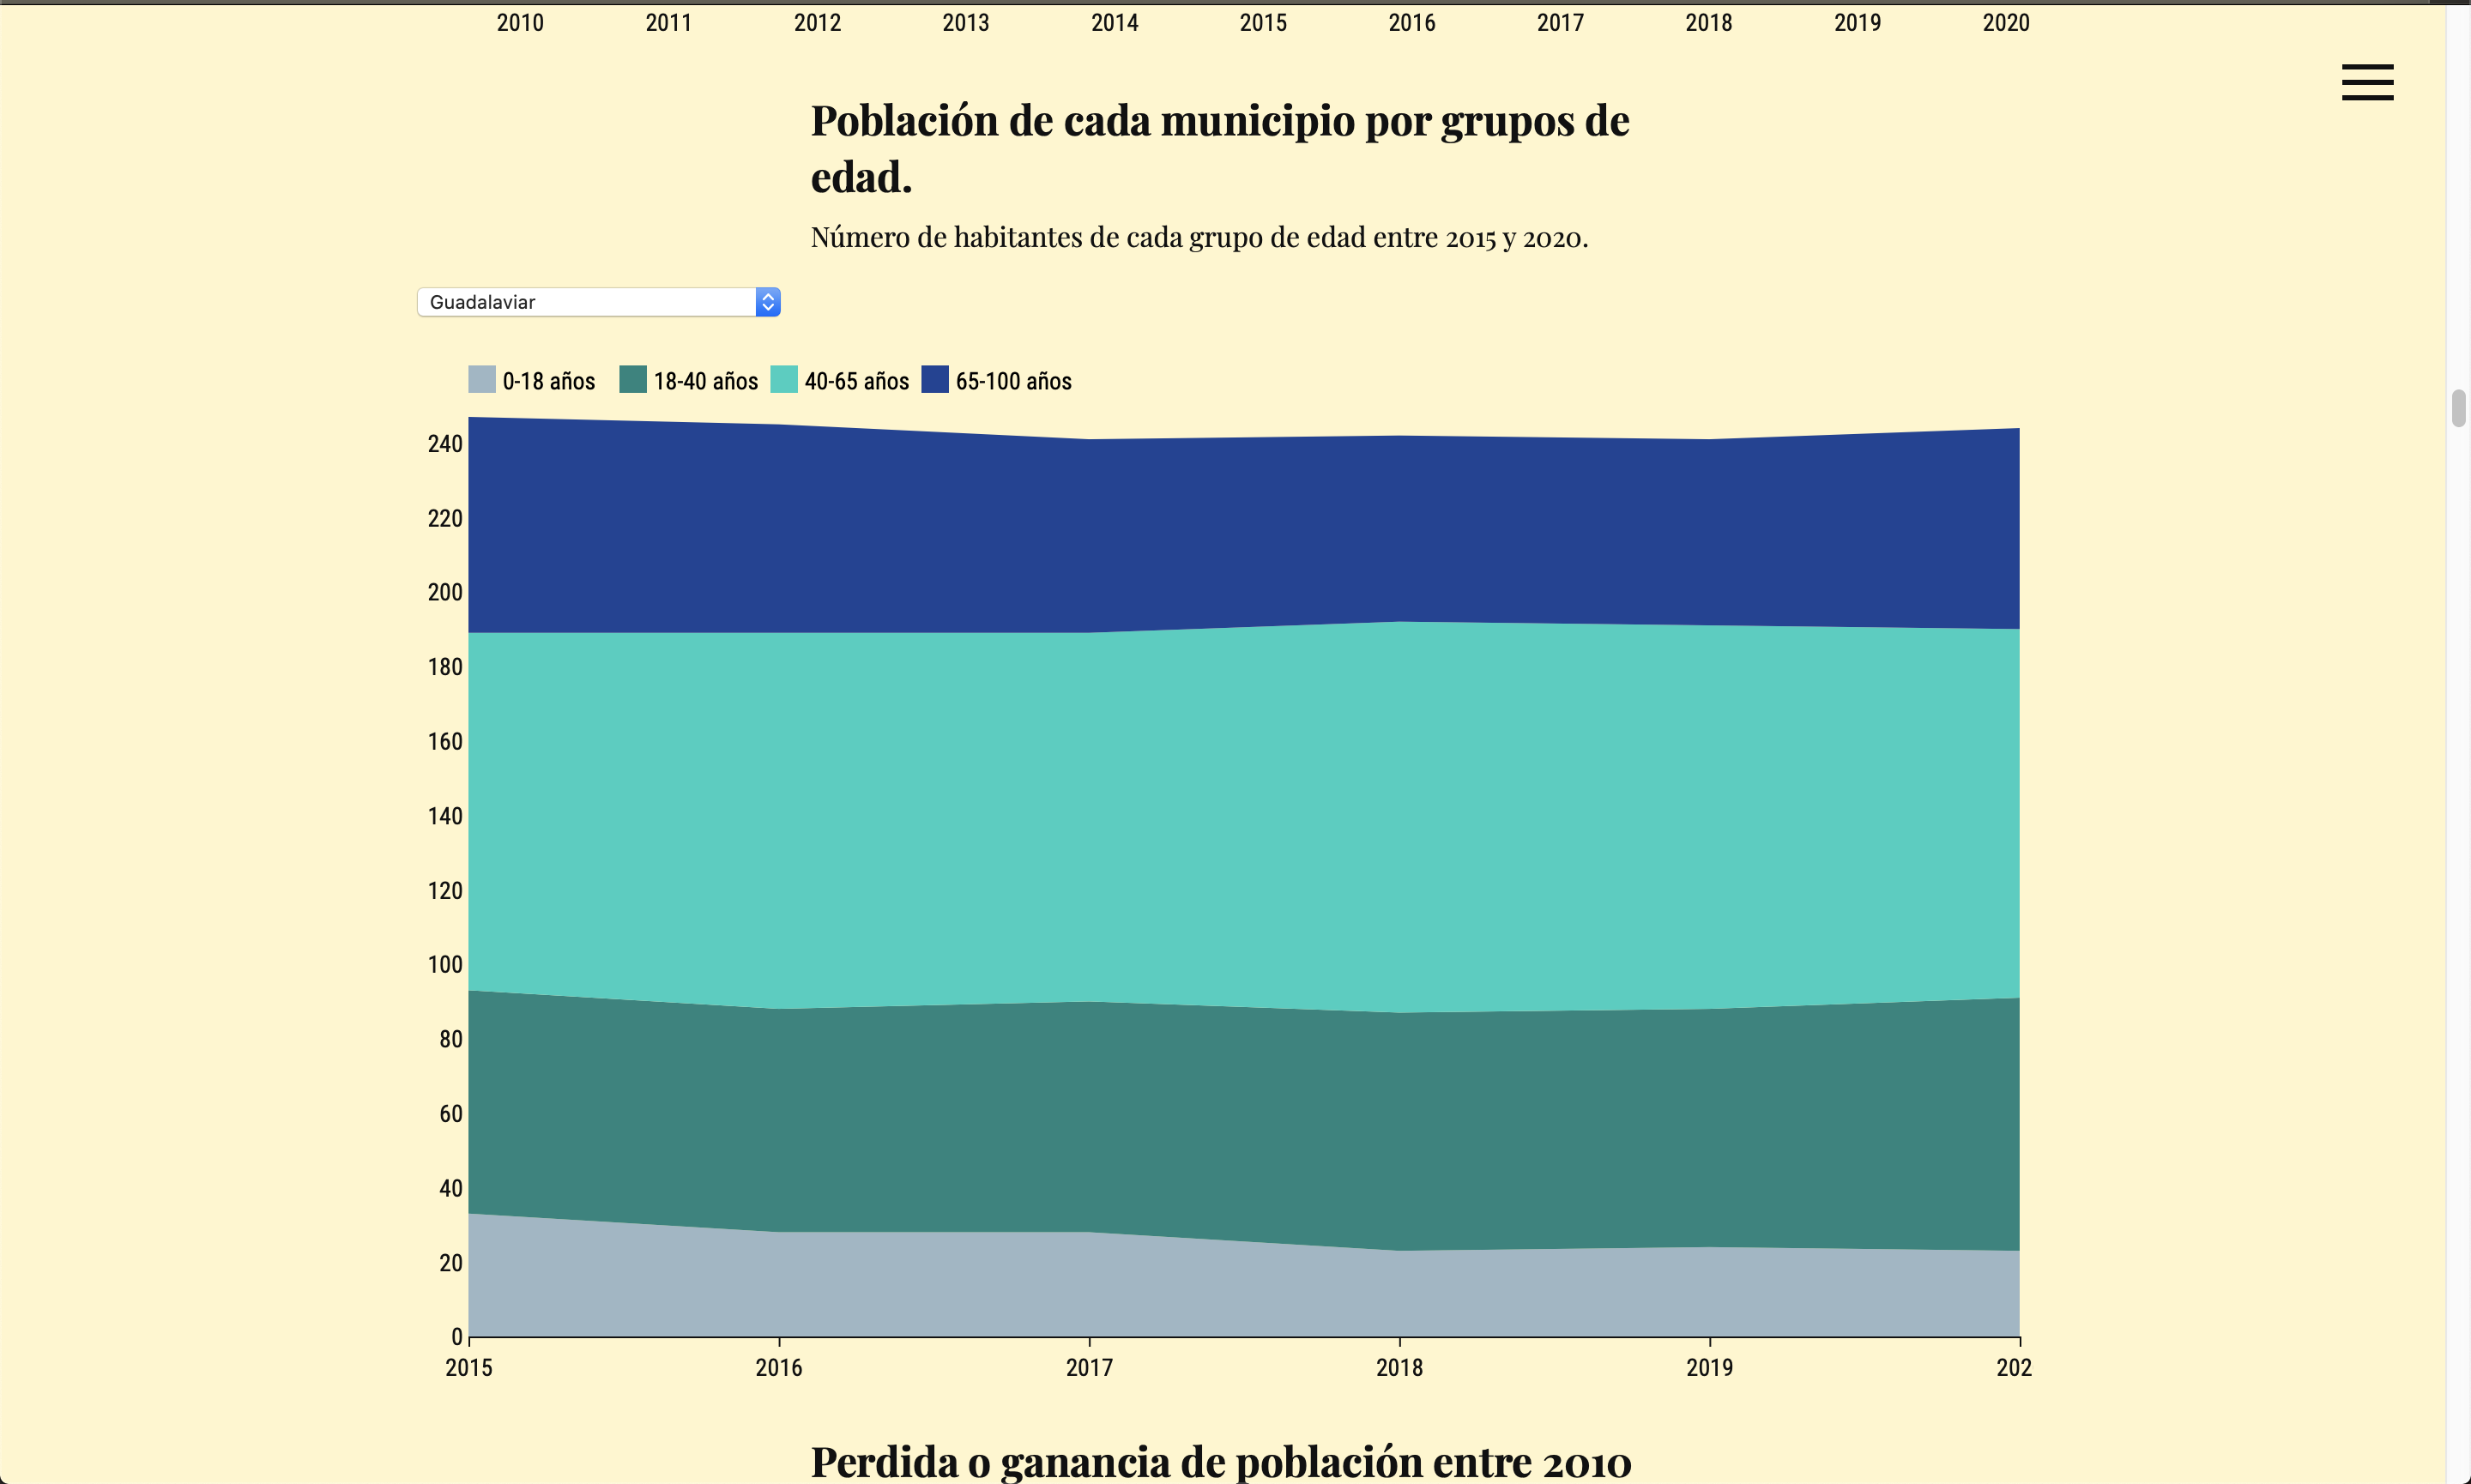 2010 2011 2012 2013 2014 2015 2016 2017 2018 2019 2020
Población de cada municipio por grupos de
edad.
Número de habitantes de cada grupo de edad entre 2015 y 2020.
Guadalaviar
0-18 años 18-40 años 40-65 años 65-100 años
240
220
200
180
160
140
120
100
80
60
40
20
0
2015 2016 2017 2018 2019 202
Perdida o ganancia de población entre 2010